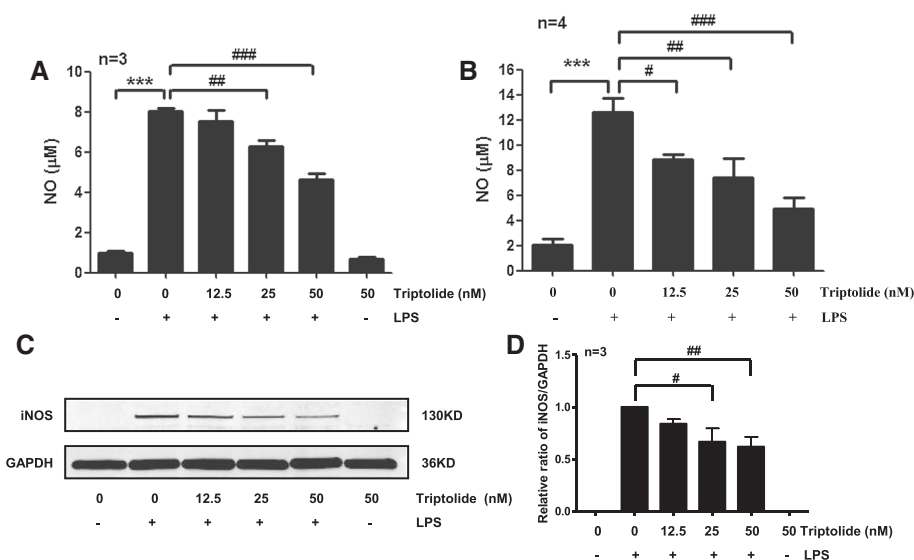 A
n=3
***
##
###
NO (µM)
10
8
6
4
2
0
0 0 12.5 25 50 50 Triptolide (nM)
- + + + + - LPS
B
n=4
***
#
##
###
NO (µM)
16
14
12
10
8
6
4
2
0
0 0 12.5 25 50 Triptolide (nM)
- + + + + LPS
C
iNOS 130KD
GAPDH 36KD
0 0 12.5 25 50 50 Triptolide (nM)
- + + + + - LPS
D
n=3
##
#
Relative ratio of iNOS/GAPDH
1.5
1.0
0.5
0.0
0 0 12.5 25 50 50 Triptolide (nM)
- + + + + - LPS